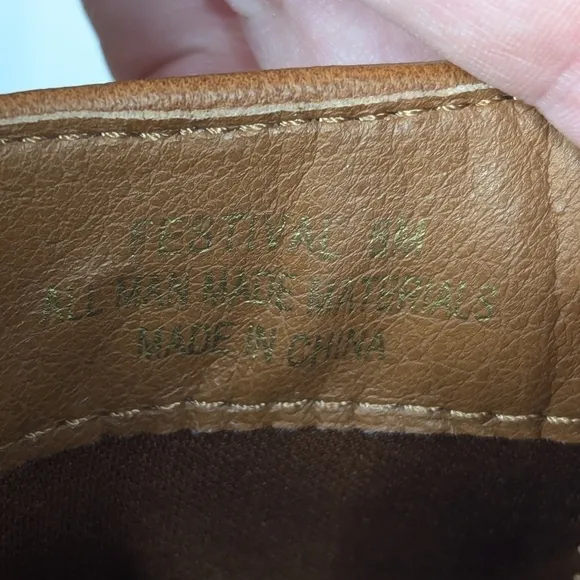 FESTIVAL 8M
ALL MAN MADE MATERIALS
MADE IN CHINA